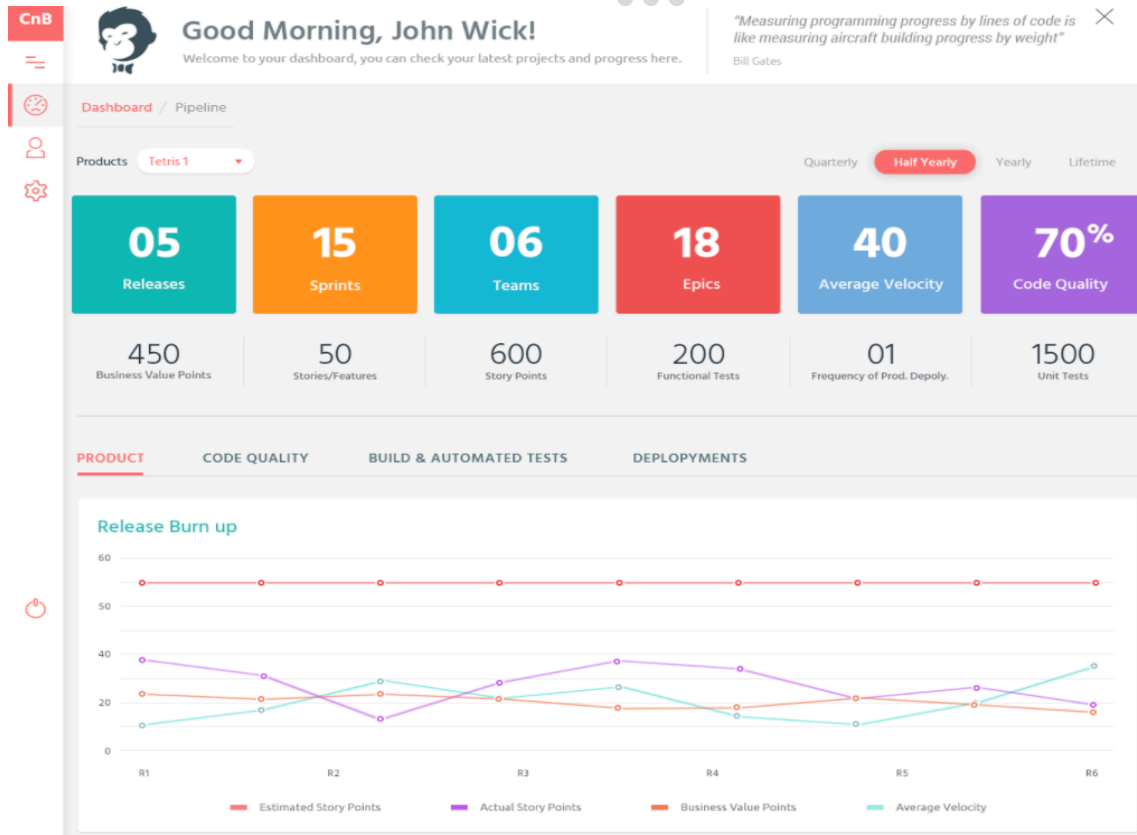 CnB
Good Morning, John Wick!
Welcome to your dashboard, you can check your latest projects and progress here.
“Measuring programming progress by lines of code is
like measuring aircraft building progress by weight”
Bill Gates
Dashboard / Pipeline
Products Tetris 1
Quarterly Half Yearly Yearly Lifetime
05 15 06 18 40 70%
Releases Sprints Teams Epics Average Velocity Code Quality
450 50 600 200 01 1500
Business Value Points Stories/Features Story Points Functional Tests Frequency of Prod. Depoly. Unit Tests
PRODUCT CODE QUALITY BUILD & AUTOMATED TESTS DEPLOPYMENTS
Release Burn up
60
50
40
20
0
R1 R2 R3 R4 R5 R6
Estimated Story Points Actual Story Points Business Value Points Average Velocity